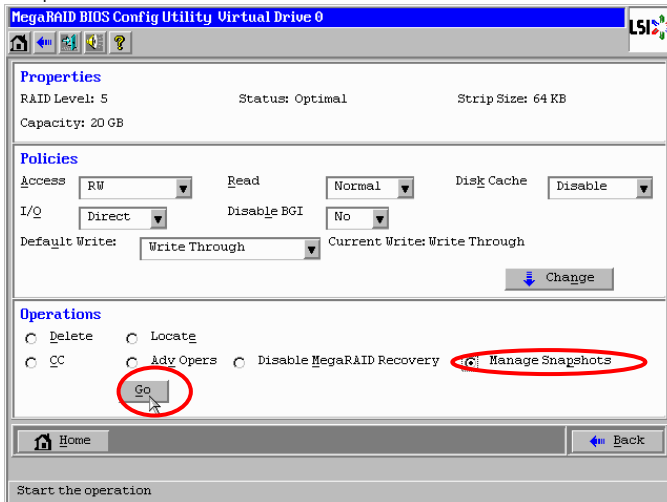 MegaRAID BIOS Config Utility Virtual Drive 0
LSI
Properties
RAID Level: 5 Status: Optimal Strip Size: 64 KB
Capacity: 20 GB
Policies
Access RW Read Normal Disk Cache Disable
I/O Direct Disable BGI No
Default Write: Write Through Current Write: Write Through
Change
Operations
Delete Locate
CC Adv Opers Disable MegaRAID Recovery Manage Snapshots
Go
Home Back
Start the operation